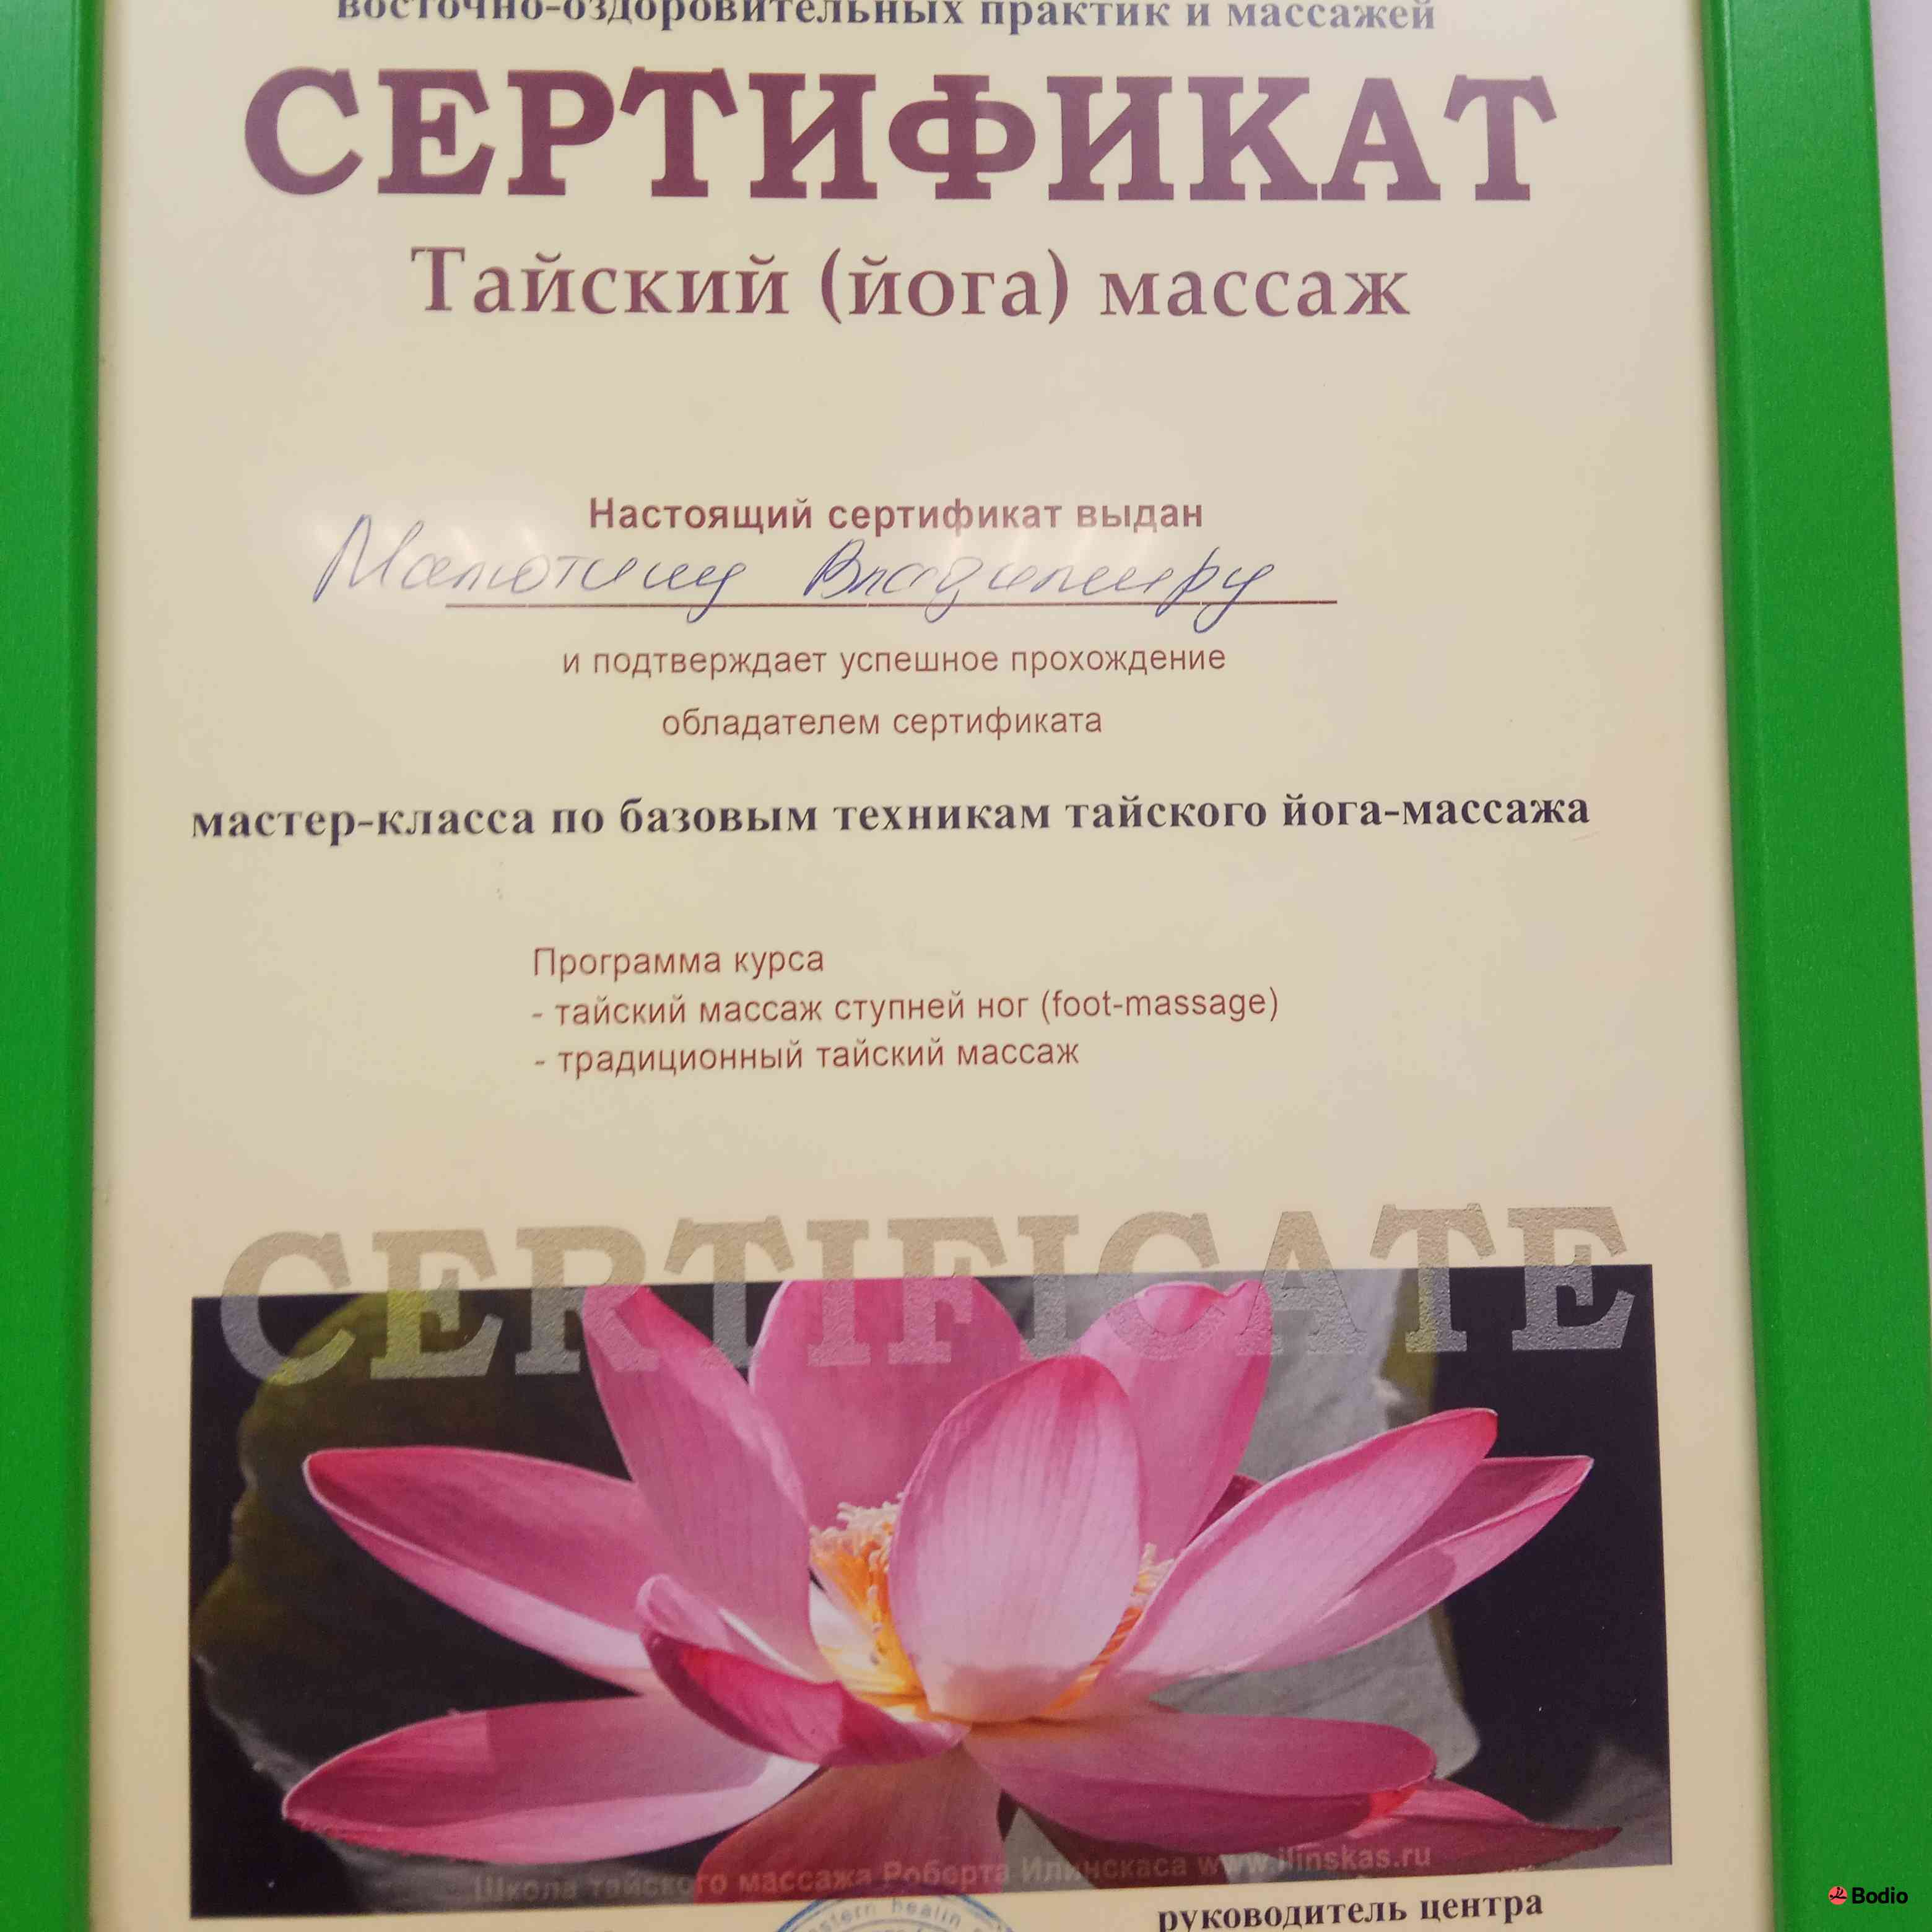 восточно-оздоровительных практик и массажей
СЕРТИФИКАТ
Тайский (йога) массаж
Настоящий сертификат выдан
Малютину Владимиру
и подтверждает успешное прохождение
обладателем сертификата
мастер-класса по базовым техникам тайского йога-массажа
Программа курса
- тайский массаж ступней ног (foot-massage)
- традиционный тайский массаж
CERTIFICATE
Школа тайского массажа Роберта Илинскаса www.ilinskas.ru
руководитель центра
Bodio